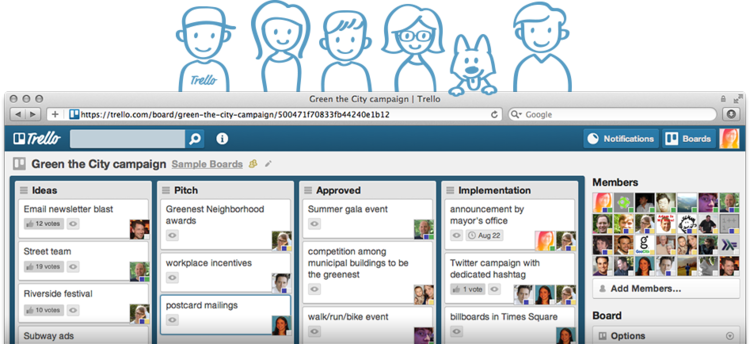 Trello
Green the City campaign | Trello
https://trello.com/board/green-the-city-campaign/500471f70833fb44240e1b12
Google
Trello
Notifications
Boards
Green the City campaign Sample Boards
Ideas
Email newsletter blast
12 votes
Street team
19 votes
Riverside festival
10 votes
Subway ads
Pitch
Greenest Neighborhood
awards
workplace incentives
postcard mailings
Approved
Summer gala event
competition among
municipal buildings to be
the greenest
walk/run/bike event
Implementation
announcement by
mayor's office
Aug 22
Twitter campaign with
dedicated hashtag
1 vote
billboards in Times Square
Members
Add Members...
Board
Options